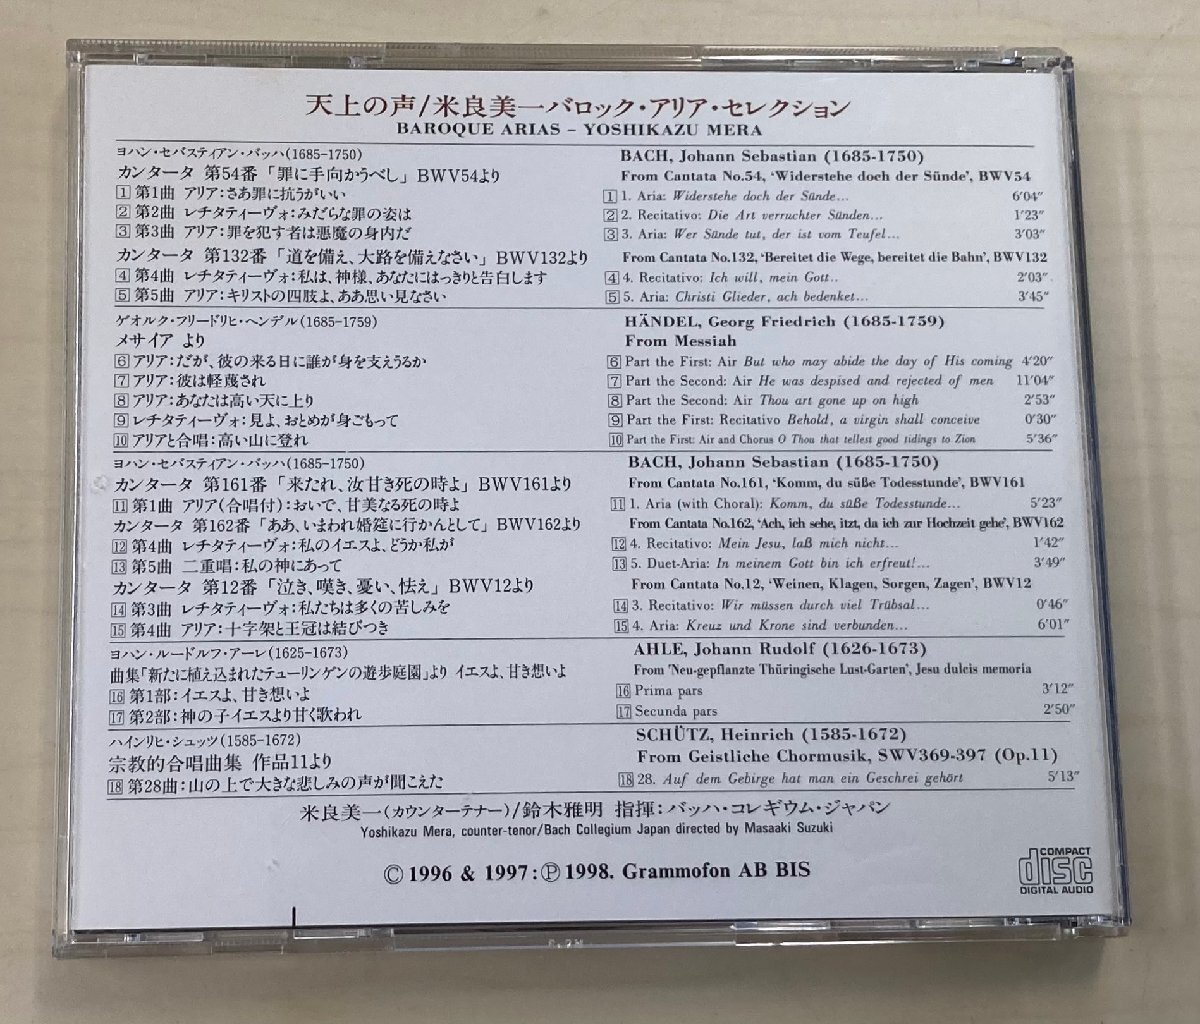 天上の声/米良美一バロック・アリア・セレクション
BAROQUE ARIAS – YOSHIKAZU MERA
ヨハン・セバスティアン・バッハ(1685-1750)
カンタータ 第54番「罪に手向かうべし」BWV54より
1 第1曲 アリア:さあ罪に抗うがいい
2 第2曲 レチタティーヴォ:みだらな罪の姿は
3 第3曲 アリア:罪を犯す者は悪魔の身内だ
カンタータ 第132番「道を備え、大路を備えなさい」BWV132より
4 第4曲 レチタティーヴォ:私は、神様、あなたにはっきりと告白します
5 第5曲 アリア:キリストの四肢よ、ああ思い見なさい
ゲオルク・フリードリヒ・ヘンデル(1685-1759)
メサイア より
6 アリア:だが、彼の来る日に誰が身を支えうるか
7 アリア:彼は軽蔑され
8 アリア:あなたは高い天に上り
9 レチタティーヴォ:見よ、おとめが身ごもって
10 アリアと合唱:高い山に登れ
ヨハン・セバスティアン・バッハ(1685-1750)
カンタータ 第161番「来たれ、汝甘き死の時よ」BWV161より
11 第1曲 アリア(合唱付):おいで、甘美なる死の時よ
カンタータ 第162番「ああ、いまわれ婚筵に行かんとして」BWV162より
12 第4曲 レチタティーヴォ:私のイエスよ、どうか私が
13 第5曲 二重唱:私の神にあって
カンタータ 第12番「泣き、嘆き、憂い、怯え」BWV12より
14 第3曲 レチタティーヴォ:私たちは多くの苦しみを
15 第4曲 アリア:十字架と王冠は結びつき
ヨハン・ルードルフ・アーレ(1625-1673)
曲集「新たに植え込まれたテューリンゲンの遊歩庭園」より イエスよ、甘き想いよ
16 第1部:イエスよ、甘き想いよ
17 第2部:神の子イエスより甘く歌われ
ハインリヒ・シュッツ(1585-1672)
宗教的合唱曲集 作品11より
18 第28曲:山の上で大きな悲しみの声が聞こえた
BACH, Johann Sebastian (1685-1750)
From Cantata No.54, ‘Widerstehe doch der Sünde’, BWV54
1 1. Aria: Widerstehe doch der Sünde... 6′04″
2 2. Recitativo: Die Art verruchter Sünden... 1′23″
3 3. Aria: Wer Sünde tut, der ist vom Teufel... 3′03″
From Cantata No.132, ‘Bereitet die Wege, bereitet die Bahn’, BWV132
4 4. Recitativo: Ich will, mein Gott.. 2′03″
5 5. Aria: Christi Glieder, ach bedenket... 3′45″
HÄNDEL, Georg Friedrich (1685-1759)
From Messiah
6 Part the First: Air But who may abide the day of His coming 4′20″
7 Part the Second: Air He was despised and rejected of men 11′04″
8 Part the Second: Air Thou art gone up on high 2′53″
9 Part the First: Recitativo Behold, a virgin shall conceive 0′30″
10 Part the First: Air and Chorus O Thou that tellest good tidings to Zion 5′36″
BACH, Johann Sebastian (1685-1750)
From Cantata No.161, ‘Komm, du süße Todesstunde’, BWV161
11 1. Aria (with Choral): Komm, du süße Todesstunde... 5′23″
From Cantata No.162, ‘Ach, ich sehe, itzt, da ich zur Hochzeit gehe’, BWV162
12 4. Recitativo: Mein Jesu, laß mich nicht... 1′42″
13 5. Duet-Aria: In meinem Gott bin ich erfreut!... 3′49″
From Cantata No.12, ‘Weinen, Klagen, Sorgen, Zagen’, BWV12
14 3. Recitativo: Wir müssen durch viel Trübsal... 0′46″
15 4. Aria: Kreuz und Krone sind verbunden... 6′01″
AHLE, Johann Rudolf (1626-1673)
From ‘Neu-gepflanzte Thüringische Lust-Garten’, Jesu dulcis memoria
16 Prima pars 3′12″
17 Secunda pars 2′50″
SCHÜTZ, Heinrich (1585-1672)
From Geistliche Chormusik, SWV369-397 (Op.11)
18 28. Auf dem Gebirge hat man ein Geschrei gehört 5′13″
米良美一(カウンターテナー)/鈴木雅明 指揮:バッハ・コレギウム・ジャパン
Yoshikazu Mera, counter-tenor/Bach Collegium Japan directed by Masaaki Suzuki
Ⓒ 1996 & 1997:Ⓟ 1998. Grammofon AB BIS
COMPACT
disc
DIGITAL AUDIO